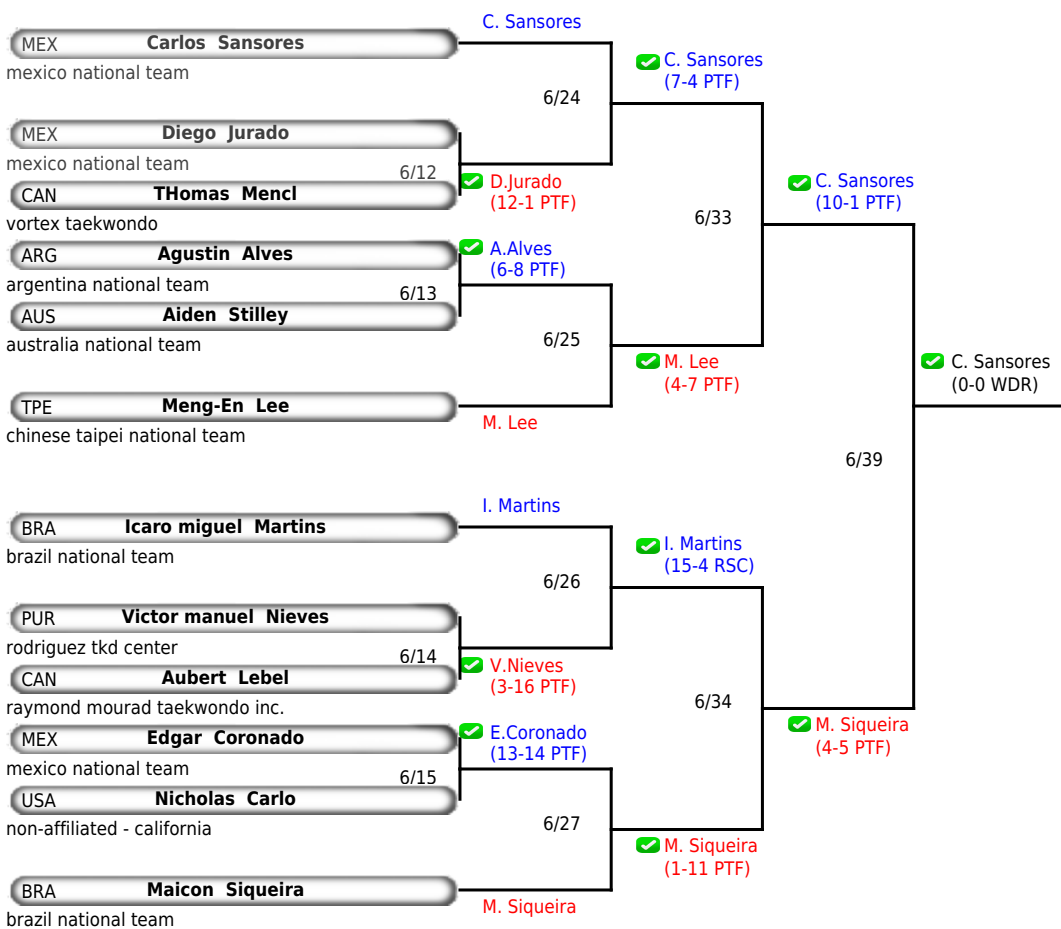 C. Sansores
MEX Carlos Sansores
mexico national team
C. Sansores
(7-4 PTF)
6/24
MEX Diego Jurado
mexico national team
6/12
D.Jurado
(12-1 PTF)
CAN THomas Mencl
vortex taekwondo
C. Sansores
(10-1 PTF)
6/33
ARG Agustin Alves
argentina national team
A.Alves
(6-8 PTF)
6/13
AUS Aiden Stilley
australia national team
6/25
M. Lee
(4-7 PTF)
C. Sansores
(0-0 WDR)
TPE Meng-En Lee
chinese taipei national team
M. Lee
6/39
I. Martins
BRA Icaro miguel Martins
brazil national team
I. Martins
(15-4 RSC)
6/26
PUR Victor manuel Nieves
rodriguez tkd center
6/14
V.Nieves
(3-16 PTF)
CAN Aubert Lebel
raymond mourad taekwondo inc.
6/34
M. Siqueira
(4-5 PTF)
MEX Edgar Coronado
mexico national team
E.Coronado
(13-14 PTF)
6/15
USA Nicholas Carlo
non-affiliated - california
6/27
M. Siqueira
(1-11 PTF)
BRA Maicon Siqueira
brazil national team
M. Siqueira